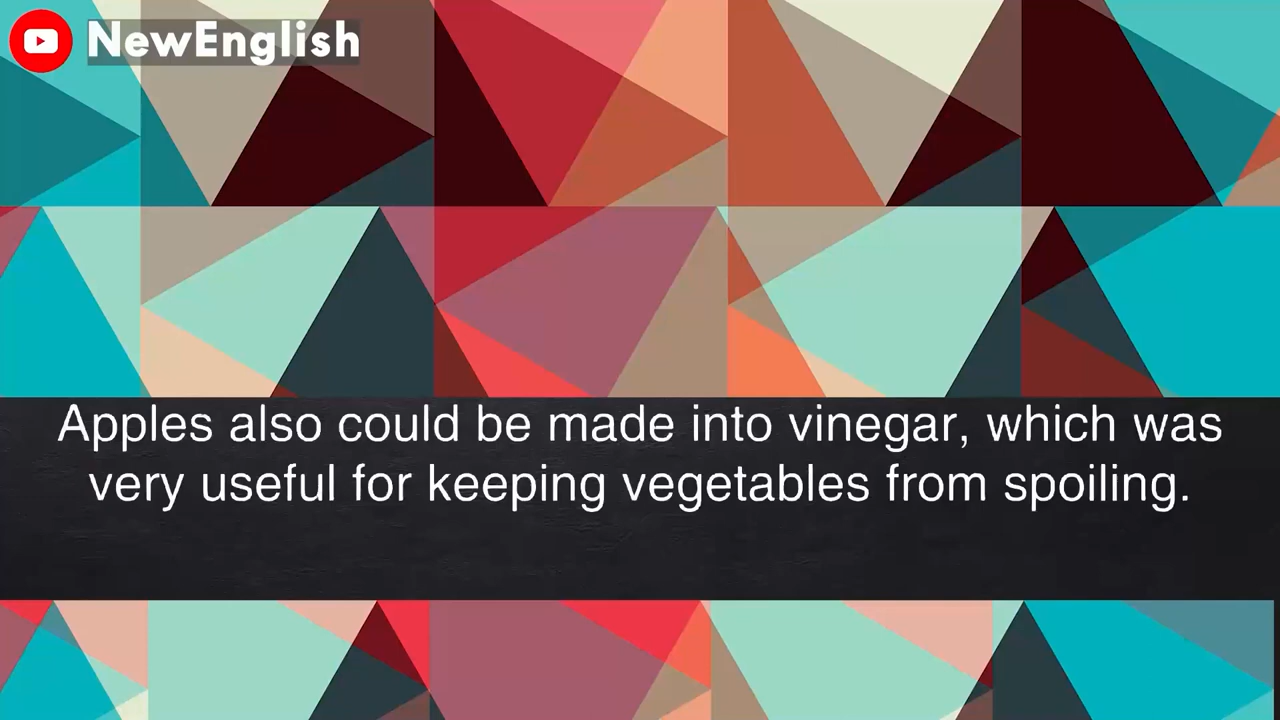 NewEnglish
Apples also could be made into vinegar, which was
very useful for keeping vegetables from spoiling.